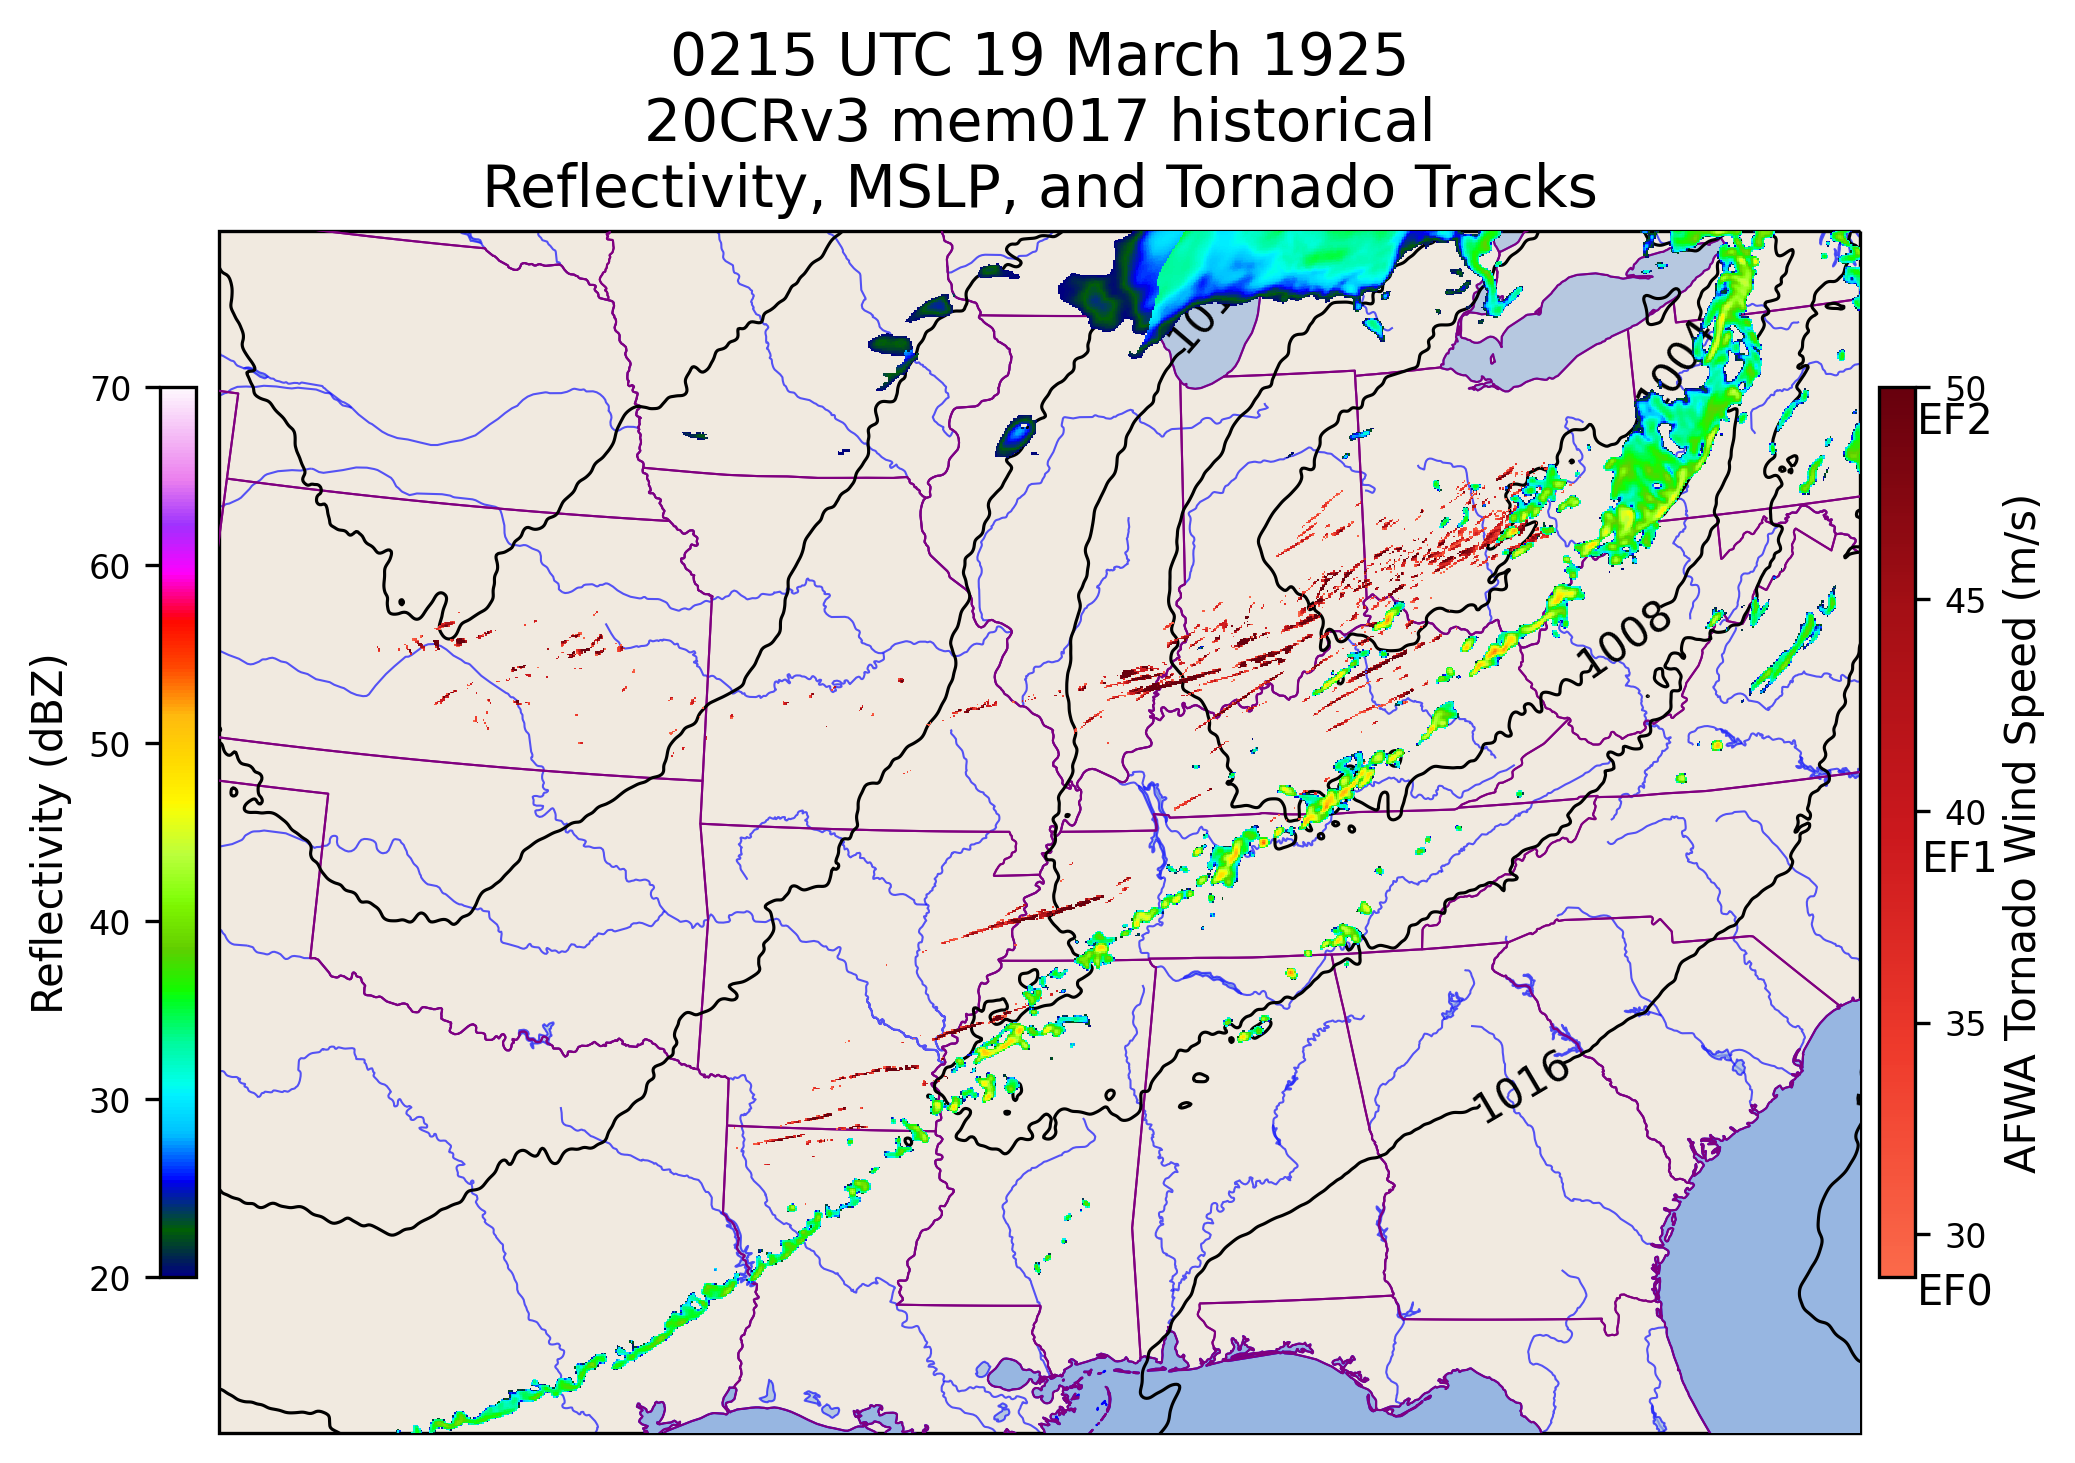 0215 UTC 19 March 1925
20CRv3 mem017 historical
Reflectivity, MSLP, and Tornado Tracks
Reflectivity (dBZ)
70
60
50
40
30
20
1004
1008
1016
50
EF2
45
40
EF1
35
30
EF0
AFWA Tornado Wind Speed (m/s)